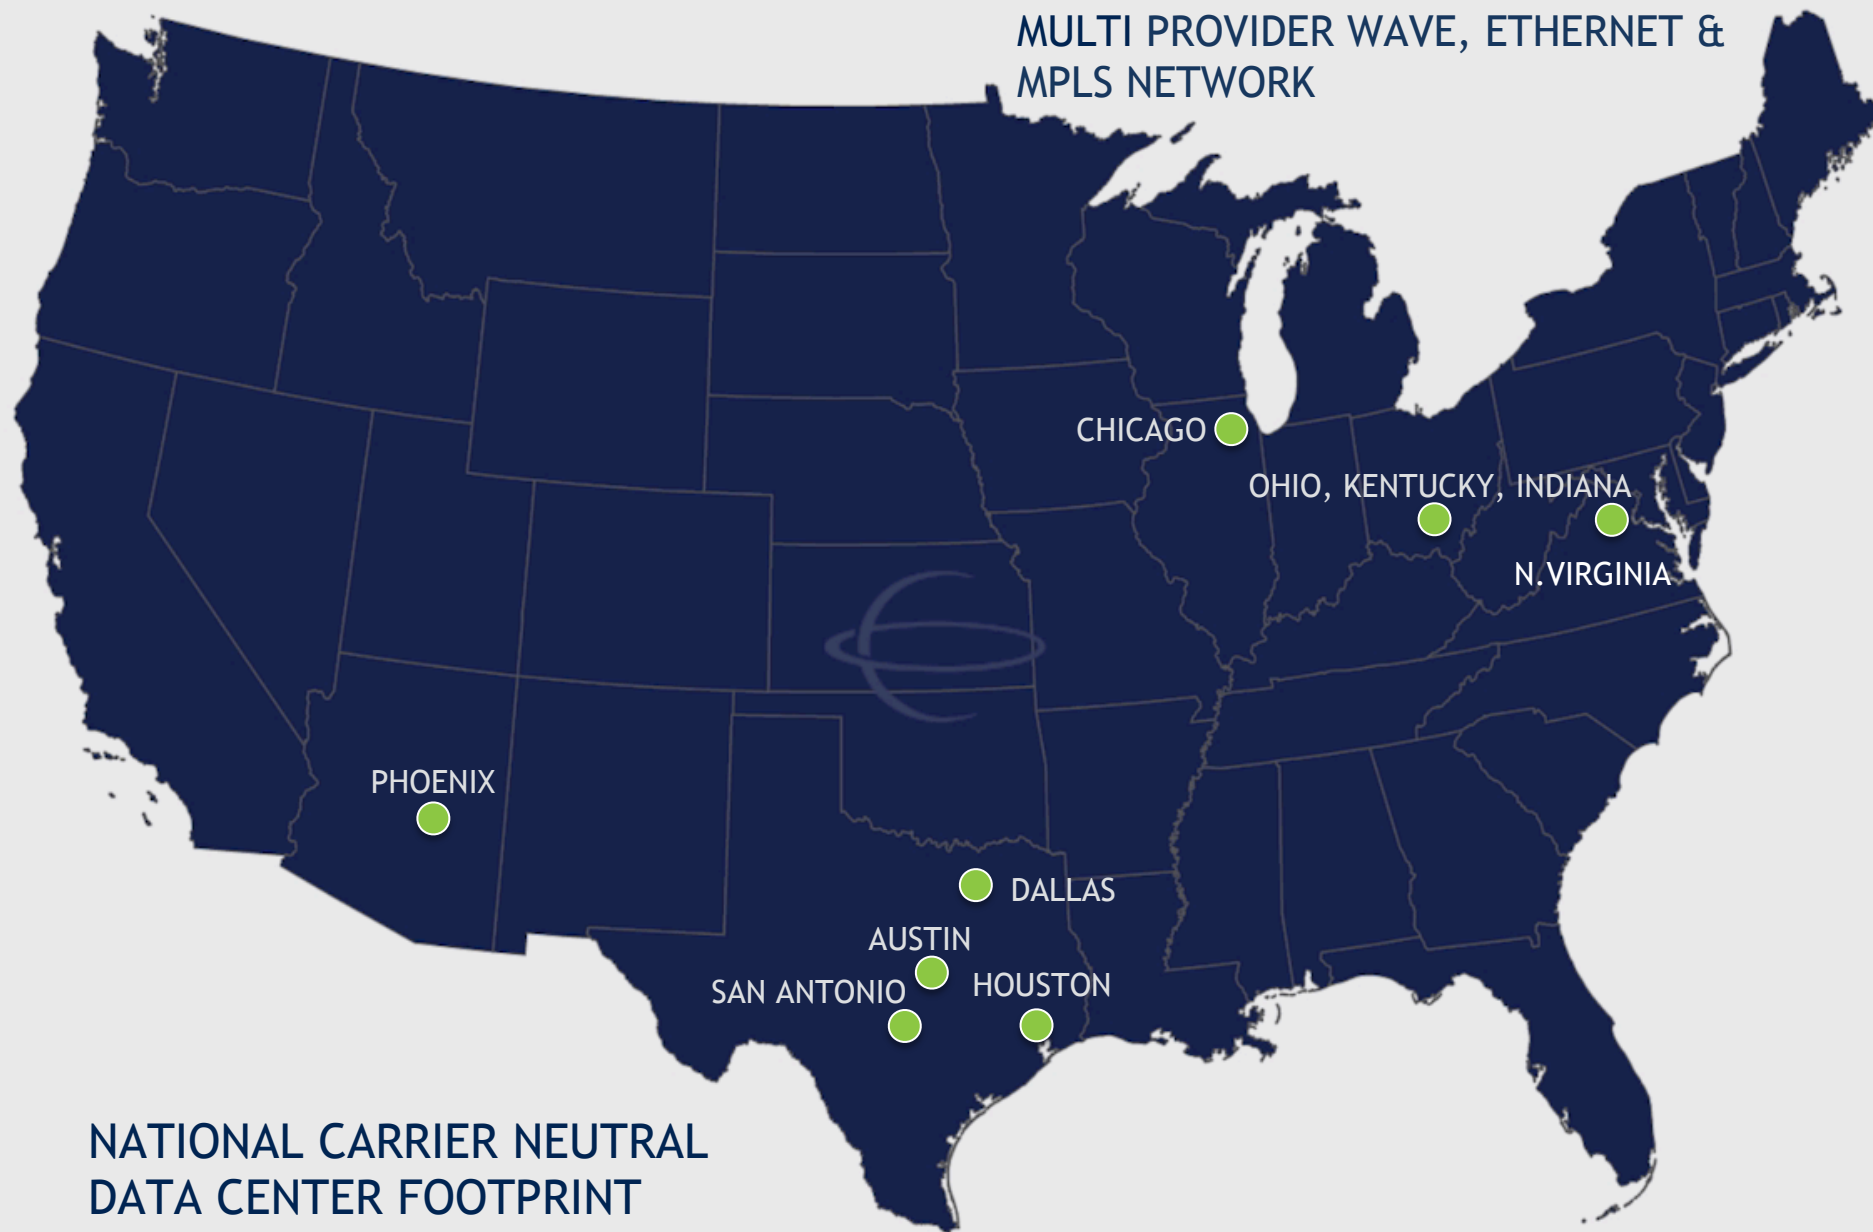 MULTI PROVIDER WAVE, ETHERNET &
MPLS NETWORK
CHICAGO
OHIO, KENTUCKY, INDIANA
N.VIRGINIA
PHOENIX
DALLAS
AUSTIN
SAN ANTONIO
HOUSTON
NATIONAL CARRIER NEUTRAL
DATA CENTER FOOTPRINT